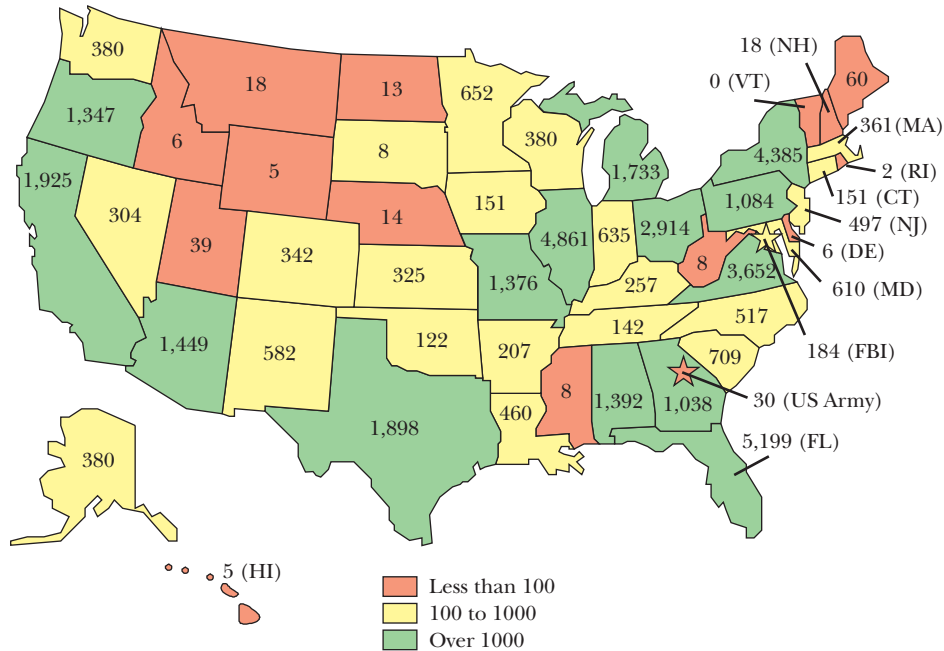 380
18
13
652
18 (NH)
0 (VT)
60
1,347
6
8
380
1,733
4,385
361(MA)
2 (RI)
151 (CT)
497 (NJ)
6 (DE)
610 (MD)
184 (FBI)
1,925
304
5
14
151
4,861
635
2,914
1,084
39
342
325
1,376
257
8
3,652
1,449
582
122
207
142
517
709
1,898
460
8
1,392
1,038
30 (US Army)
5,199 (FL)
380
5 (HI)
Less than 100
100 to 1000
Over 1000